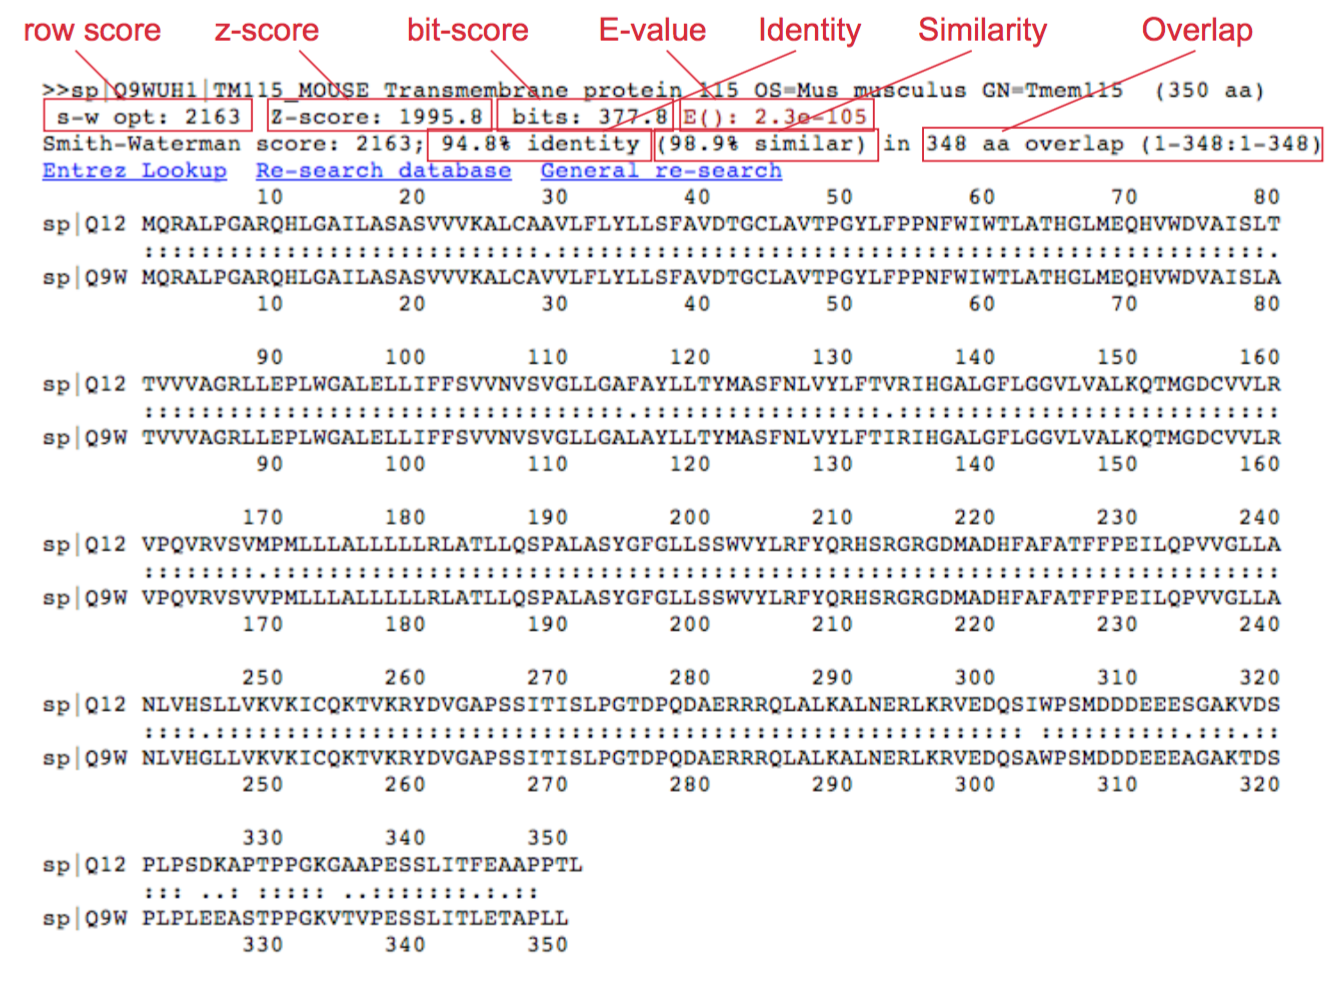 row score z-score bit-score E-value Identity Similarity Overlap
>>sp|Q9WUH1|TM115_MOUSE Transmembrane protein 115 OS=Mus musculus GN=Tmem115 (350 aa)
s-w opt: 2163 Z-score: 1995.8 bits: 377.8 E(): 2.3e-105
Smith-Waterman score: 2163; 94.8% identity (98.9% similar) in 348 aa overlap (1-348:1-348)
Entrez Lookup Re-search database General re-search
10 20 30 40 50 60 70 80
sp|Q12 MQRALPGARQHLGAILASASVVVKALCAAVLFLYLLSFAVDTGCLAVTPGYLFPPNFWIWTLATHGLMEQHVWDVAISLT
:::::::::::::::::::::::::::::.::::::::::::::::::::::::::::::::::::::::::::::::::.
sp|Q9W MQRALPGARQHLGAILASASVVVKALCAVVLFLYLLSFAVDTGCLAVTPGYLFPPNFWIWTLATHGLMEQHVWDVAISLA
10 20 30 40 50 60 70 80
90 100 110 120 130 140 150 160
sp|Q12 TVVVAGRLLEPLWGALELLIFFSVVNVSVGLLGAFAYLLTYMASFNLVYLFTVRIHGALGFLGGVLVALKQTMGDCVVLR
::::::::::::::::::::::::::::::::::.:::::::::::::::::.:::::::::::::::::::::::::::
sp|Q9W TVVVAGRLLEPLWGALELLIFFSVVNVSVGLLGALAYLLTYMASFNLVYLFTIRIHGALGFLGGVLVALKQTMGDCVVLR
90 100 110 120 130 140 150 160
170 180 190 200 210 220 230 240
sp|Q12 VPQVRVSVMPMLLLALLLLLRLATLLQSPALASYGFGLLSSWVYLRFYQRHSRGRGDMADHFAFATFFPEILQPVVGLLA
::::::::.:::::::::::::::::::::::::::::::::::::::::::::::::::::::::::::::::::::::
sp|Q9W VPQVRVSVVPMLLLALLLLLRLATLLQSPALASYGFGLLSSWVYLRFYQRHSRGRGDMADHFAFATFFPEILQPVVGLLA
170 180 190 200 210 220 230 240
250 260 270 280 290 300 310 320
sp|Q12 NLVHSLLVKVKICQKTVKRYDVGAPSSITISLPGTDPQDAERRRQLALKALNERLKRVEDQSIWPSMDDDEEESGAKVDS
::::.::::::::::::::::::::::::::::::::::::::::::::::::::::::::: ::::::::::.:::.::
sp|Q9W NLVHGLLVKVKICQKTVKRYDVGAPSSITISLPGTDPQDAERRRQLALKALNERLKRVEDQSAWPSMDDDEEEAGAKTDS
250 260 270 280 290 300 310 320
330 340 350
sp|Q12 PLPSDKAPTPPGKGAAPESSLITFEAAPPTL
::: ..: ::::: ..:::::::.:.::
sp|Q9W PLPLEEASTPPGKVTVPESSLITLETAPLL
330 340 350